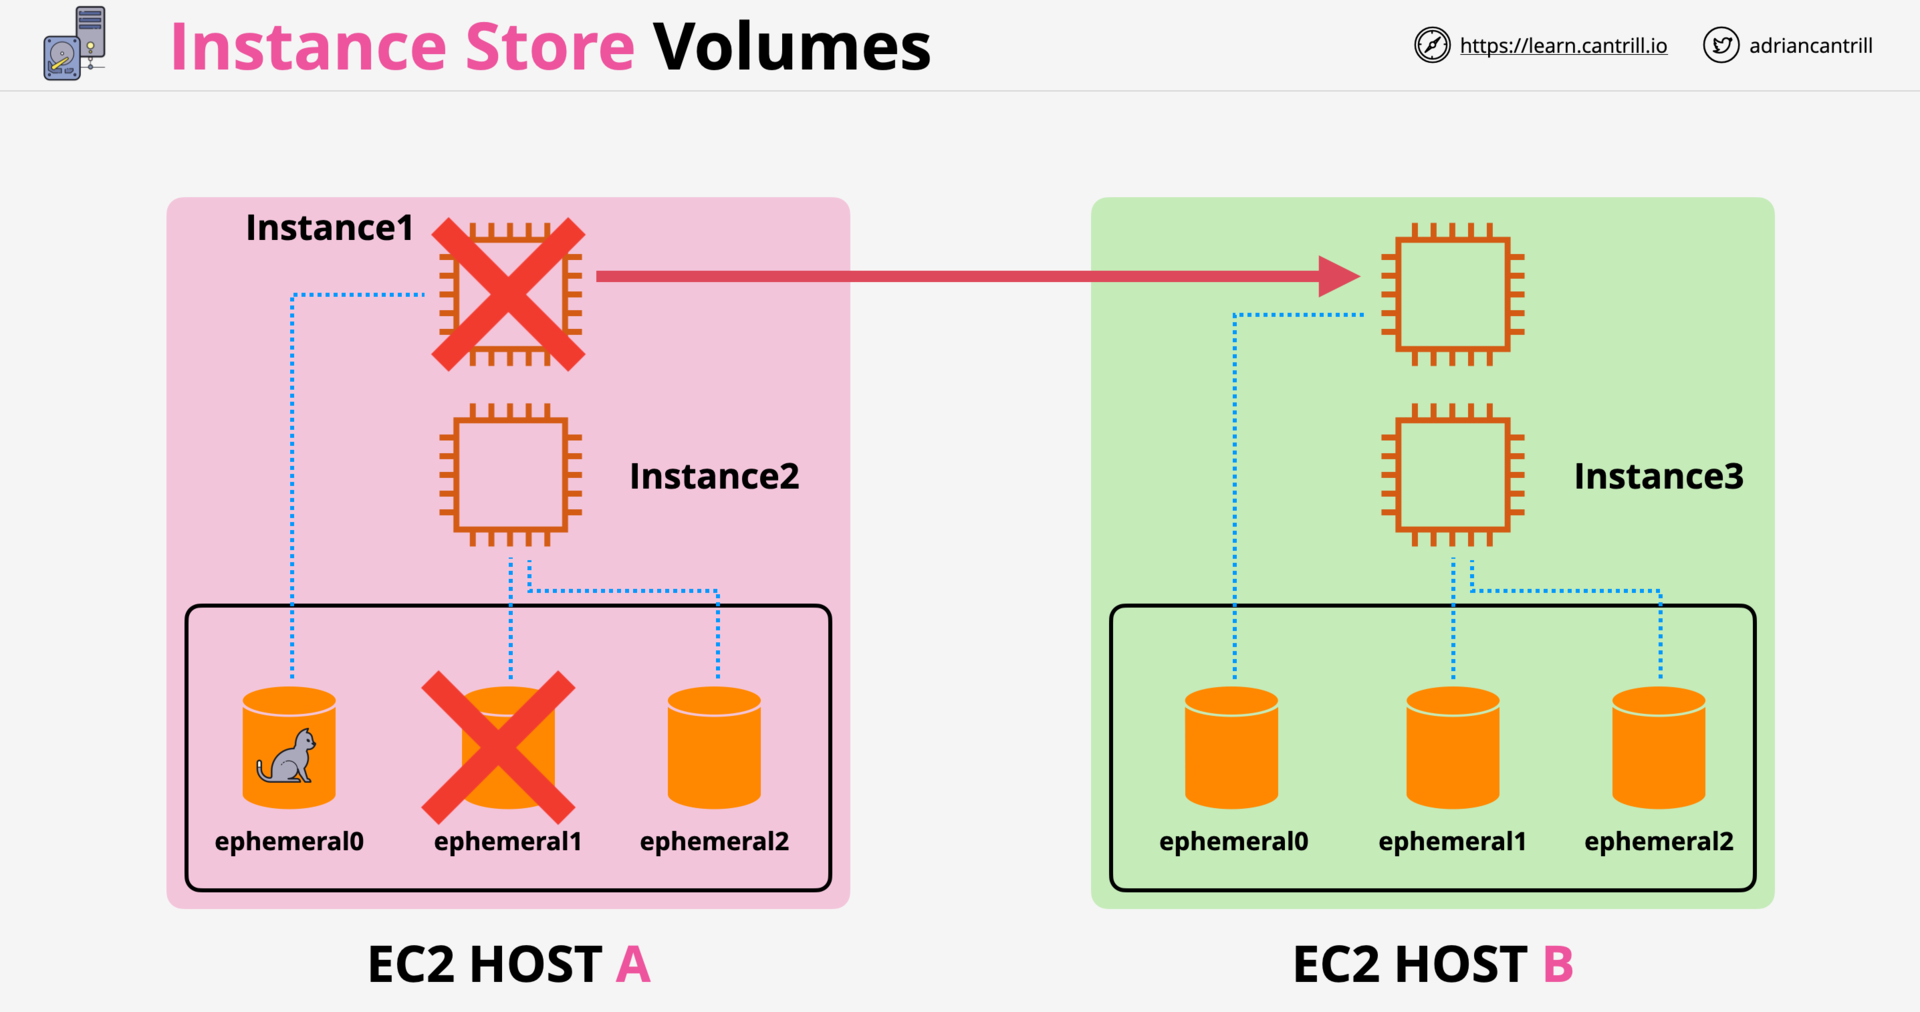 Instance Store Volumes
https://learn.cantrill.io
adriancantrill
Instance1
Instance2
Instance3
ephemeral0
ephemeral1
ephemeral2
ephemeral0
ephemeral1
ephemeral2
EC2 HOST A
EC2 HOST B